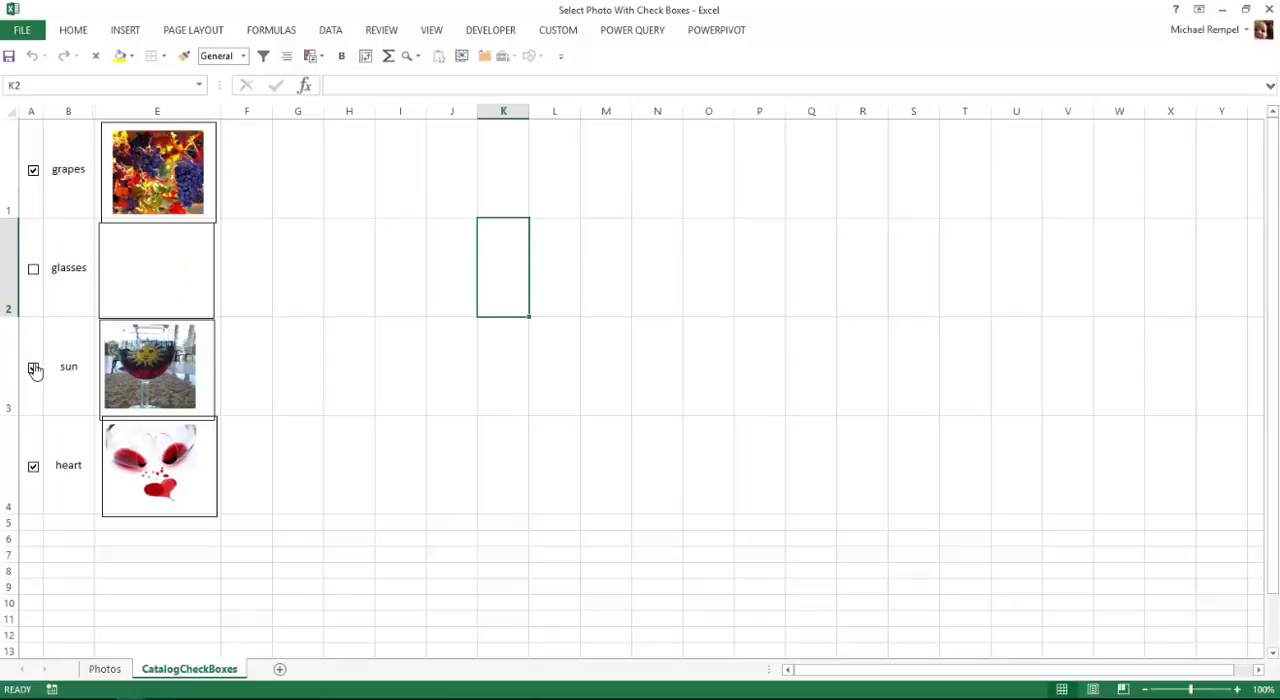 Select Photo With Check Boxes - Excel
?
FILE HOME INSERT PAGE LAYOUT FORMULAS DATA REVIEW VIEW DEVELOPER CUSTOM POWER QUERY POWERPIVOT Michael Rempel
General B
K2 fx
A B E F G H I J K L M N O P Q R S T U V W X Y
grapes
1
glasses
2
sun
3
heart
4
5
6
7
8
9
10
11
12
13
Photos CatalogCheckBoxes
READY 100%